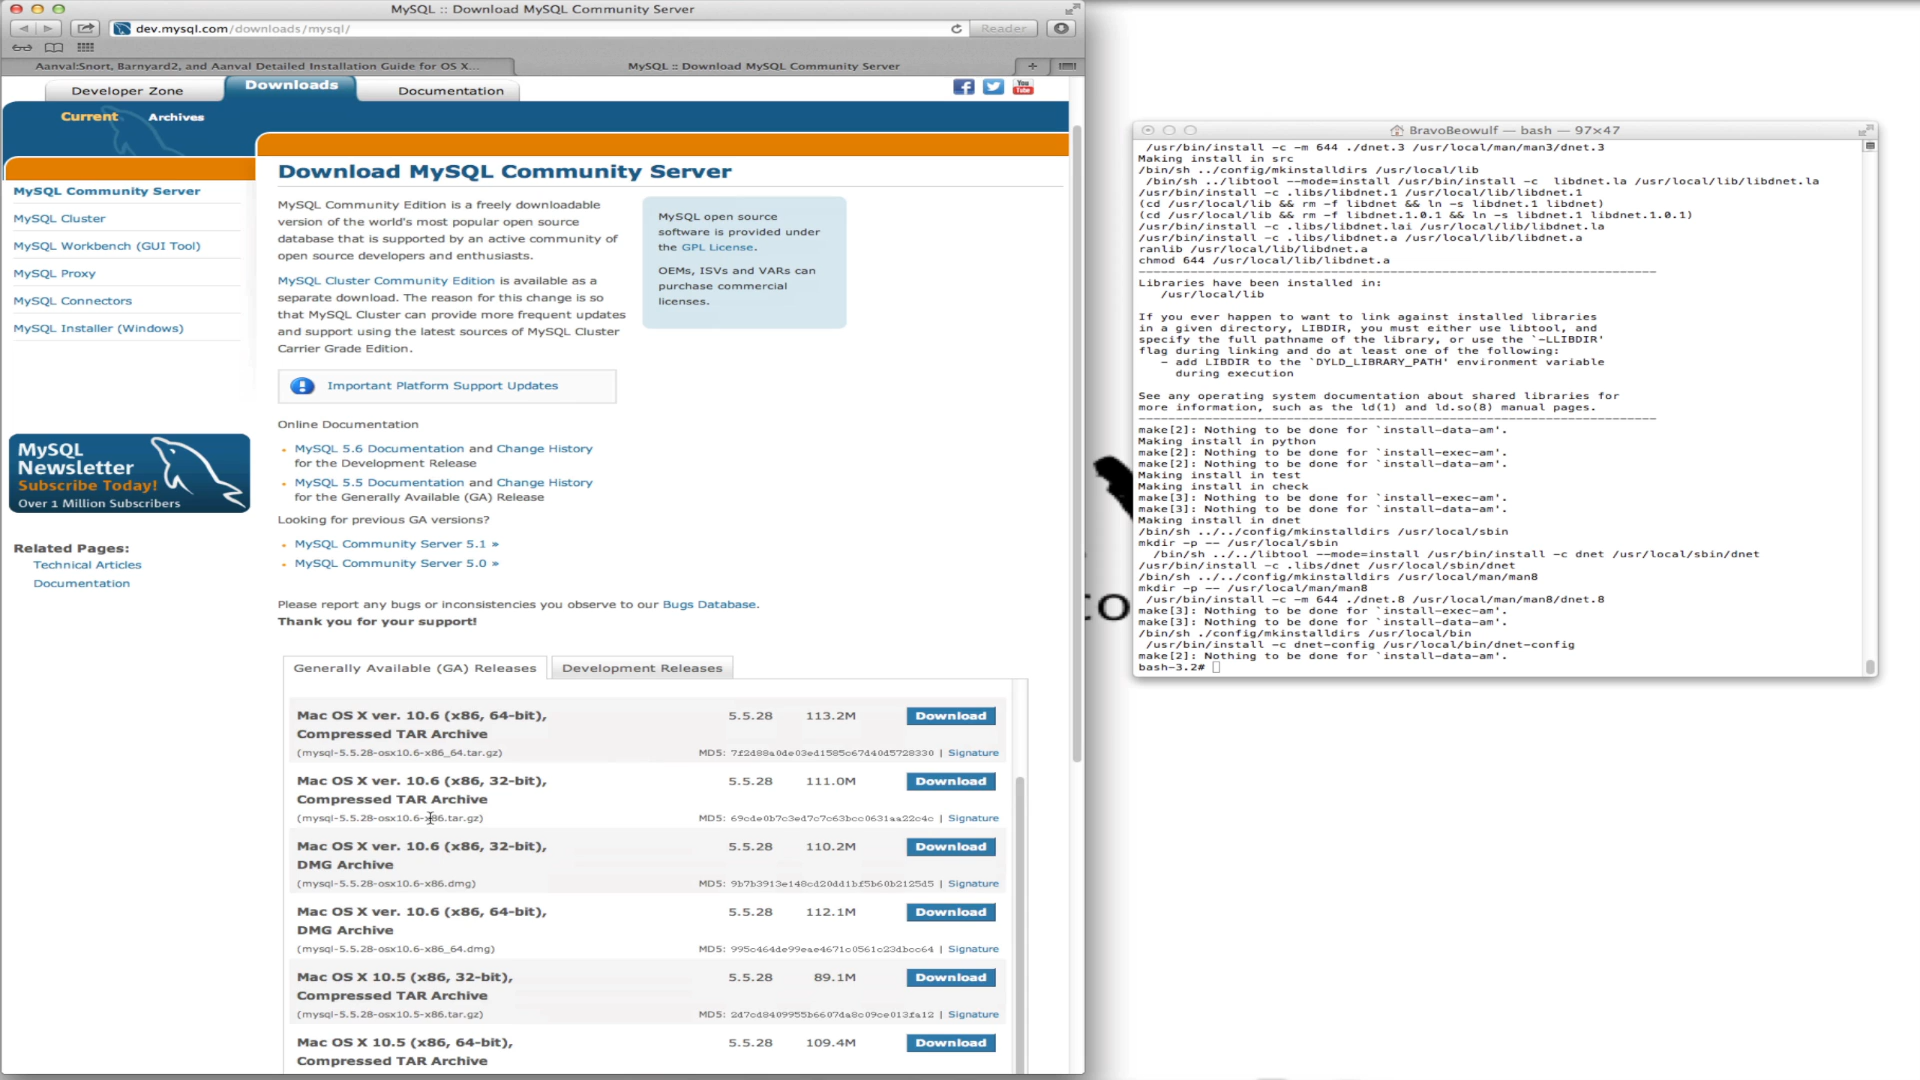 MySQL :: Download MySQL Community Server
dev.mysql.com/downloads/mysql/
Reader
Aanval:Snort, Barnyard2, and Aanval Detailed Installation Guide for OS X...
MySQL :: Download MySQL Community Server
Developer Zone
Downloads
Documentation
Current
Archives
MySQL Community Server
MySQL Cluster
MySQL Workbench (GUI Tool)
MySQL Proxy
MySQL Connectors
MySQL Installer (Windows)
MySQL
Newsletter
Subscribe Today!
Over 1 Million Subscribers
Related Pages:
Technical Articles
Documentation
Download MySQL Community Server
MySQL Community Edition is a freely downloadable
version of the world's most popular open source
database that is supported by an active community of
open source developers and enthusiasts.
MySQL Cluster Community Edition is available as a
separate download. The reason for this change is so
that MySQL Cluster can provide more frequent updates
and support using the latest sources of MySQL Cluster
Carrier Grade Edition.
MySQL open source
software is provided under
the GPL License.
OEMs, ISVs and VARs can
purchase commercial
licenses.
Important Platform Support Updates
Online Documentation
MySQL 5.6 Documentation and Change History
for the Development Release
MySQL 5.5 Documentation and Change History
for the Generally Available (GA) Release
Looking for previous GA versions?
MySQL Community Server 5.1 »
MySQL Community Server 5.0 »
Please report any bugs or inconsistencies you observe to our Bugs Database.
Thank you for your support!
Generally Available (GA) Releases
Development Releases
Mac OS X ver. 10.6 (x86, 64-bit), 5.5.28 113.2M Download
Compressed TAR Archive
(mysql-5.5.28-osx10.6-x86_64.tar.gz) MD5: 7f2d88a0de03ed1585c67d40d5728330 | Signature
Mac OS X ver. 10.6 (x86, 32-bit), 5.5.28 111.0M Download
Compressed TAR Archive
(mysql-5.5.28-osx10.6-x86.tar.gz) MD5: 69cde0b7c3ed7c7c63bcc0631aa22c4c | Signature
Mac OS X ver. 10.6 (x86, 32-bit), 5.5.28 110.2M Download
DMG Archive
(mysql-5.5.28-osx10.6-x86.dmg) MD5: 9b7b3913e148cd20dd1bf5b60b2125d5 | Signature
Mac OS X ver. 10.6 (x86, 64-bit), 5.5.28 112.1M Download
DMG Archive
(mysql-5.5.28-osx10.6-x86_64.dmg) MD5: 995c464de99eae4671c0561c23dbcc64 | Signature
Mac OS X 10.5 (x86, 32-bit), 5.5.28 89.1M Download
Compressed TAR Archive
(mysql-5.5.28-osx10.5-x86.tar.gz) MD5: 2d7cd8409955b6607da8c09ce013fa12 | Signature
Mac OS X 10.5 (x86, 64-bit), 5.5.28 109.4M Download
Compressed TAR Archive
to
BravoBeowulf — bash — 97×47
/usr/bin/install -c -m 644 ./dnet.3 /usr/local/man/man3/dnet.3
Making install in src
/bin/sh ../config/mkinstalldirs /usr/local/lib
/bin/sh ../libtool --mode=install /usr/bin/install -c  libdnet.la /usr/local/lib/libdnet.la
/usr/bin/install -c .libs/libdnet.1 /usr/local/lib/libdnet.1
(cd /usr/local/lib && rm -f libdnet && ln -s libdnet.1 libdnet)
(cd /usr/local/lib && rm -f libdnet.1.0.1 && ln -s libdnet.1 libdnet.1.0.1)
/usr/bin/install -c .libs/libdnet.lai /usr/local/lib/libdnet.la
/usr/bin/install -c .libs/libdnet.a /usr/local/lib/libdnet.a
ranlib /usr/local/lib/libdnet.a
chmod 644 /usr/local/lib/libdnet.a
----------------------------------------------------------------------
Libraries have been installed in:
/usr/local/lib
If you ever happen to want to link against installed libraries
in a given directory, LIBDIR, you must either use libtool, and
specify the full pathname of the library, or use the `-LLIBDIR'
flag during linking and do at least one of the following:
- add LIBDIR to the `DYLD_LIBRARY_PATH' environment variable
during execution
See any operating system documentation about shared libraries for
more information, such as the ld(1) and ld.so(8) manual pages.
----------------------------------------------------------------------
make[2]: Nothing to be done for `install-data-am'.
Making install in python
make[2]: Nothing to be done for `install-exec-am'.
make[2]: Nothing to be done for `install-data-am'.
Making install in test
Making install in check
make[3]: Nothing to be done for `install-exec-am'.
make[3]: Nothing to be done for `install-data-am'.
Making install in dnet
/bin/sh ../../config/mkinstalldirs /usr/local/sbin
mkdir -p -- /usr/local/sbin
/bin/sh ../../libtool --mode=install /usr/bin/install -c dnet /usr/local/sbin/dnet
/usr/bin/install -c .libs/dnet /usr/local/sbin/dnet
/bin/sh ../../config/mkinstalldirs /usr/local/man/man8
mkdir -p -- /usr/local/man/man8
/usr/bin/install -c -m 644 ./dnet.8 /usr/local/man/man8/dnet.8
make[3]: Nothing to be done for `install-exec-am'.
make[3]: Nothing to be done for `install-data-am'.
/bin/sh ./config/mkinstalldirs /usr/local/bin
/usr/bin/install -c dnet-config /usr/local/bin/dnet-config
make[2]: Nothing to be done for `install-data-am'.
bash-3.2#